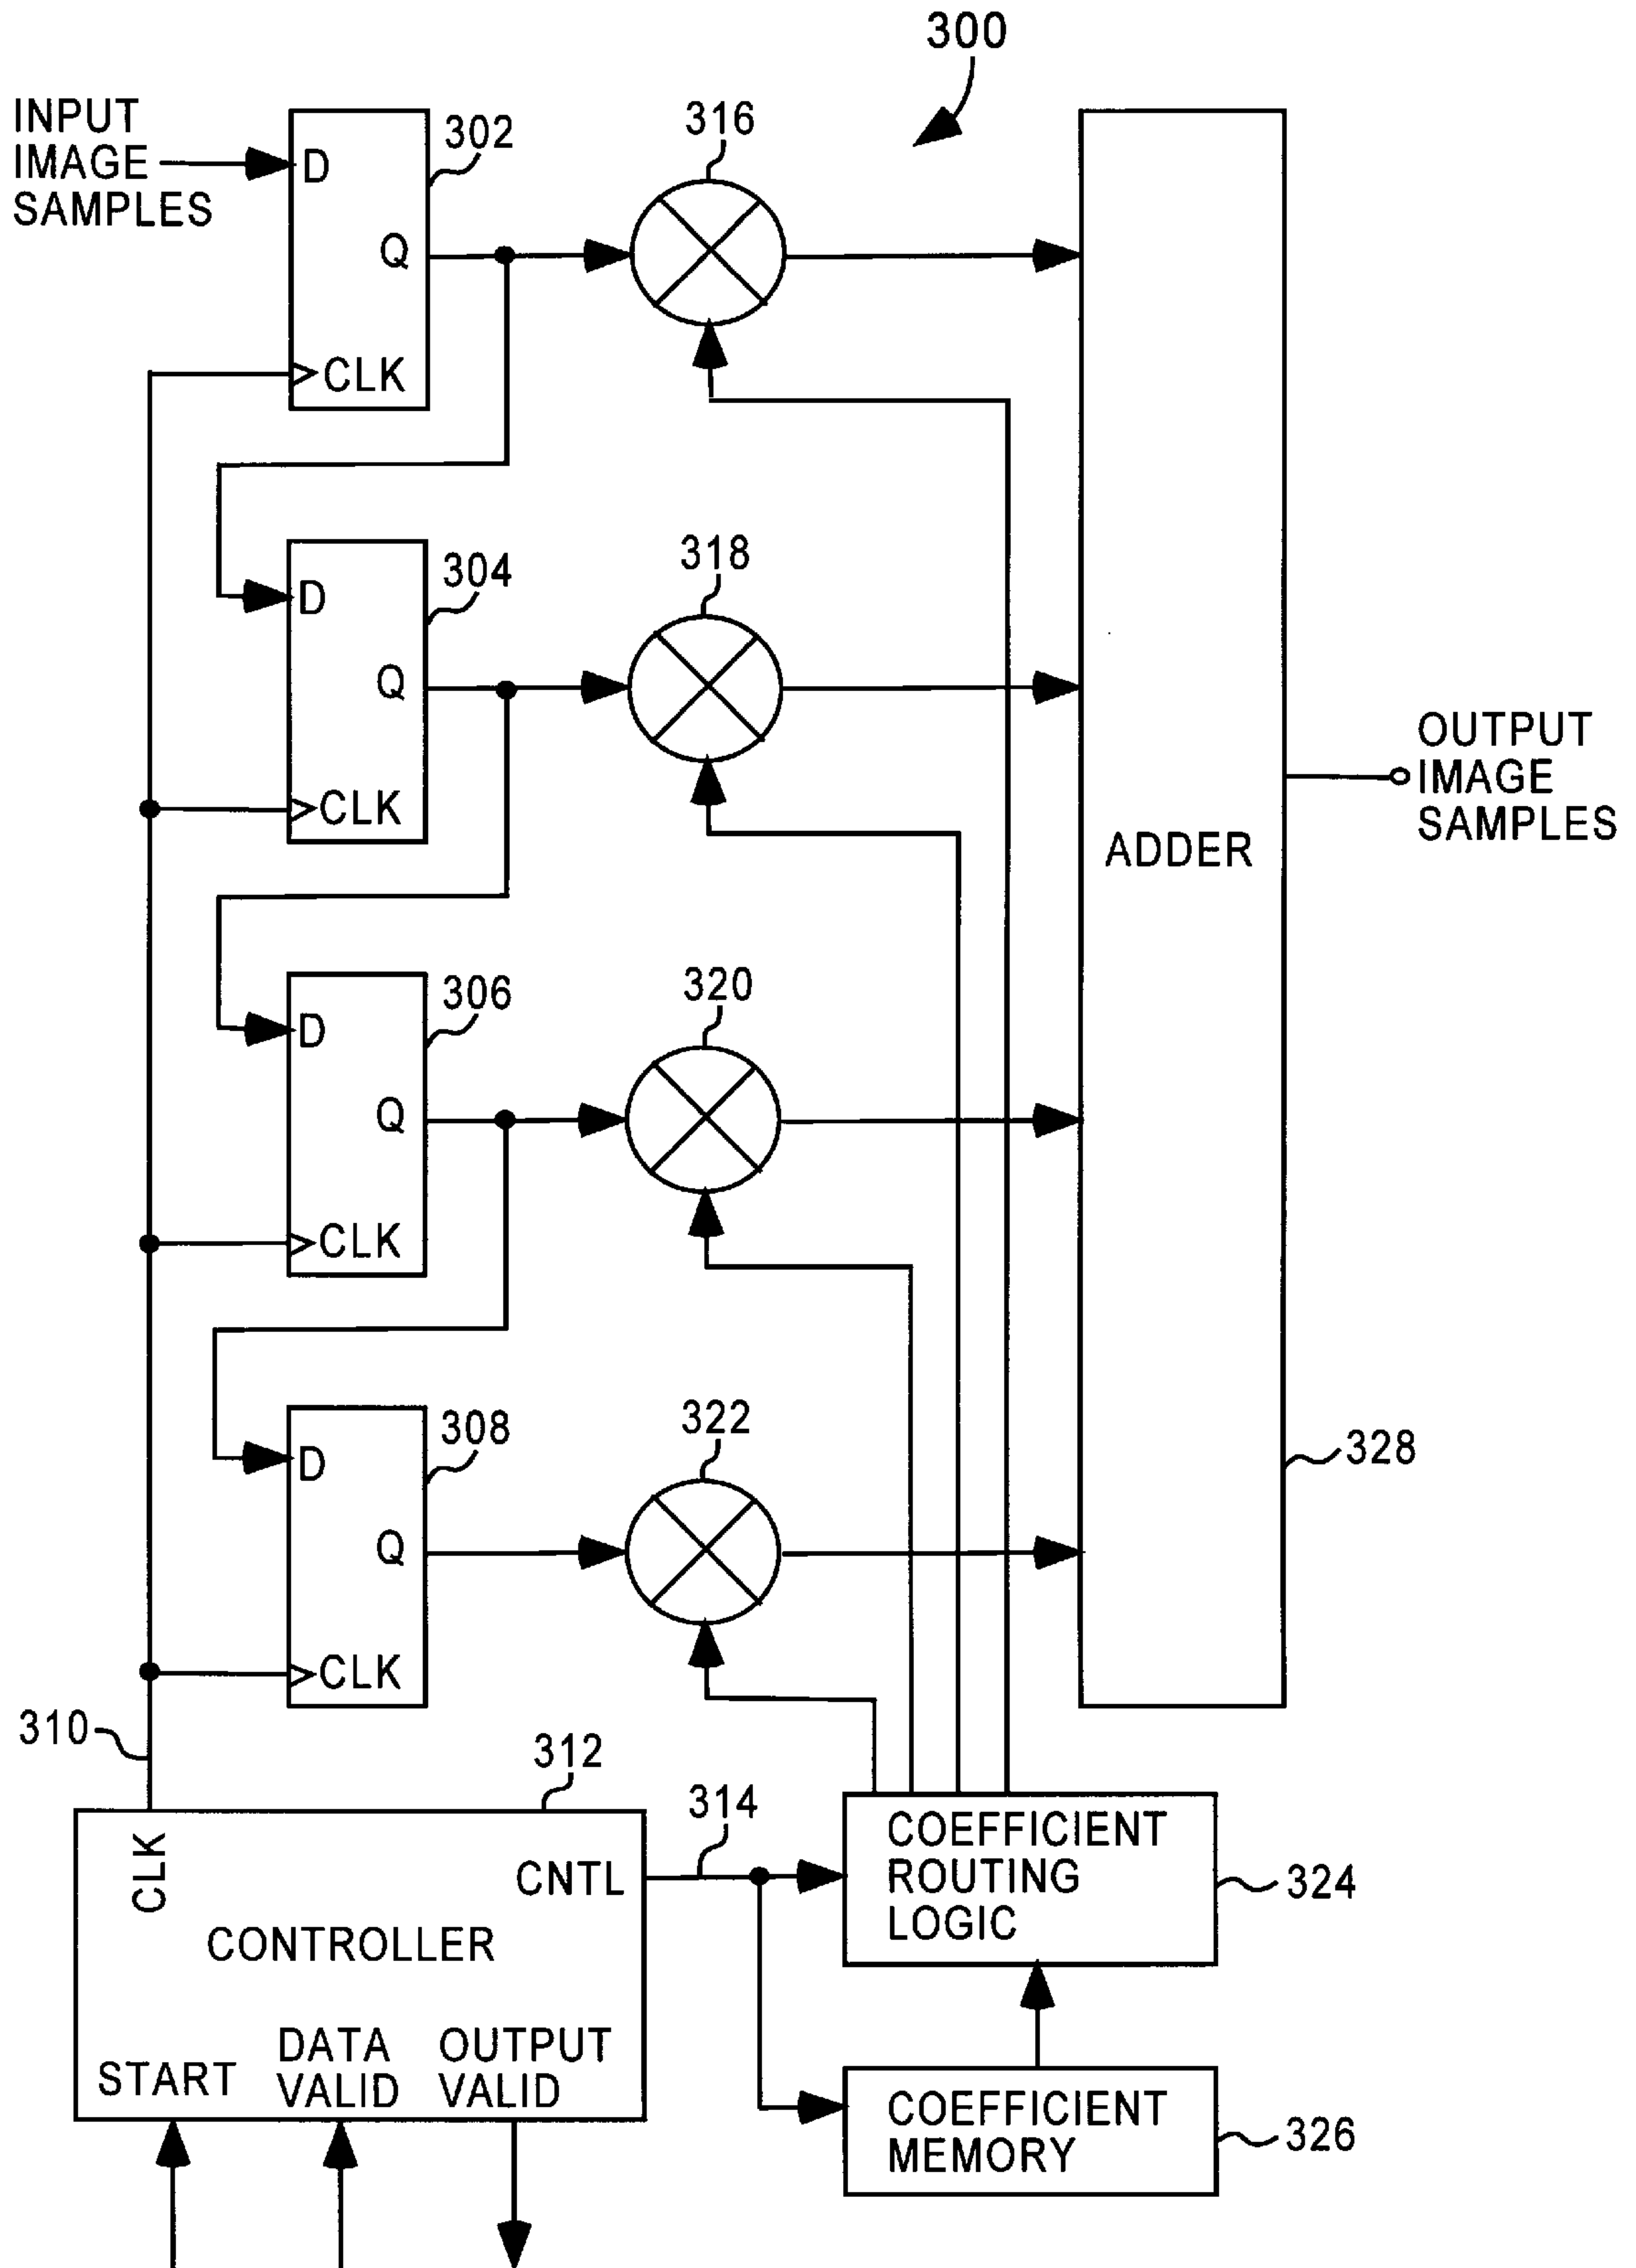 300
INPUT
IMAGE
SAMPLES
D
Q
CLK
302
316
D
Q
CLK
304
318
OUTPUT
IMAGE
SAMPLES
ADDER
D
Q
CLK
306
320
D
Q
CLK
308
322
328
310
312
314
CLK
CNTL
CONTROLLER
START
DATA
VALID
OUTPUT
VALID
COEFFICIENT
ROUTING
LOGIC
324
COEFFICIENT
MEMORY
326